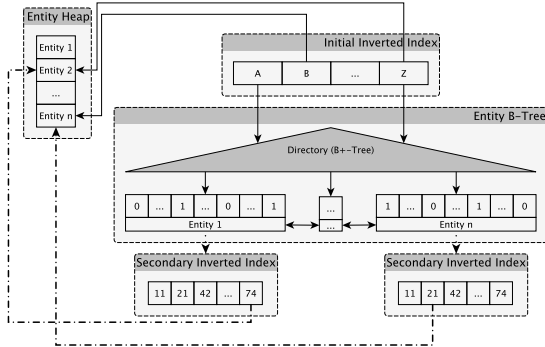 Entity Heap
Entity 1
Entity 2
...
Entity n
Initial Inverted Index
A B ... Z
Entity B-Tree
Directory (B+-Tree)
0 ... 1 ... 0 ... 1
Entity 1
...
...
1 ... 0 ... 1 ... 0
Entity n
Secondary Inverted Index
11 21 42 ... 74
Secondary Inverted Index
11 21 42 ... 74